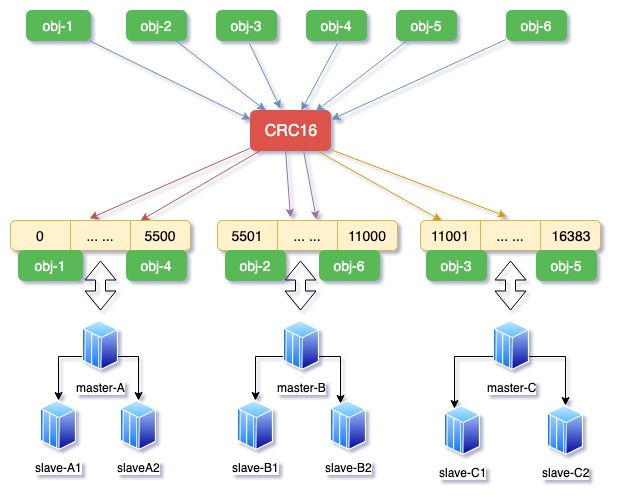 obj-1 obj-2 obj-3 obj-4 obj-5 obj-6
CRC16
0 ... ... 5500 5501 ... ... 11000 11001 ... ... 16383
obj-1 obj-4 obj-2 obj-6 obj-3 obj-5
master-A master-B master-C
slave-A1 slaveA2 slave-B1 slave-B2 slave-C1 slave-C2